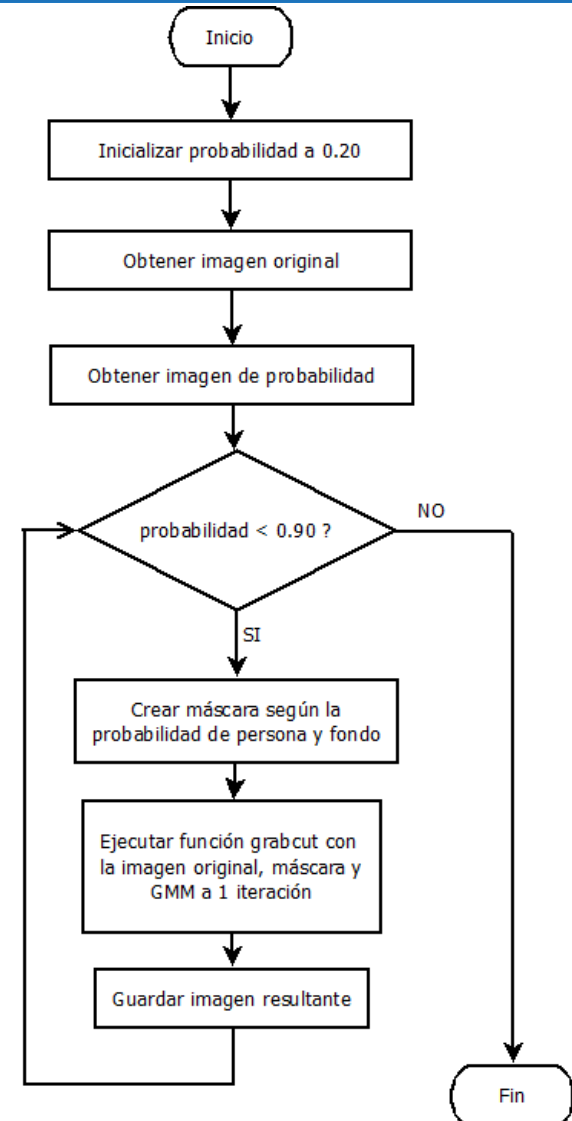 Inicio
Inicializar probabilidad a 0.20
Obtener imagen original
Obtener imagen de probabilidad
probabilidad < 0.90 ?
NO
SI
Crear máscara según la
probabilidad de persona y fondo
Ejecutar función grabcut con
la imagen original, máscara y
GMM a 1 iteración
Guardar imagen resultante
Fin